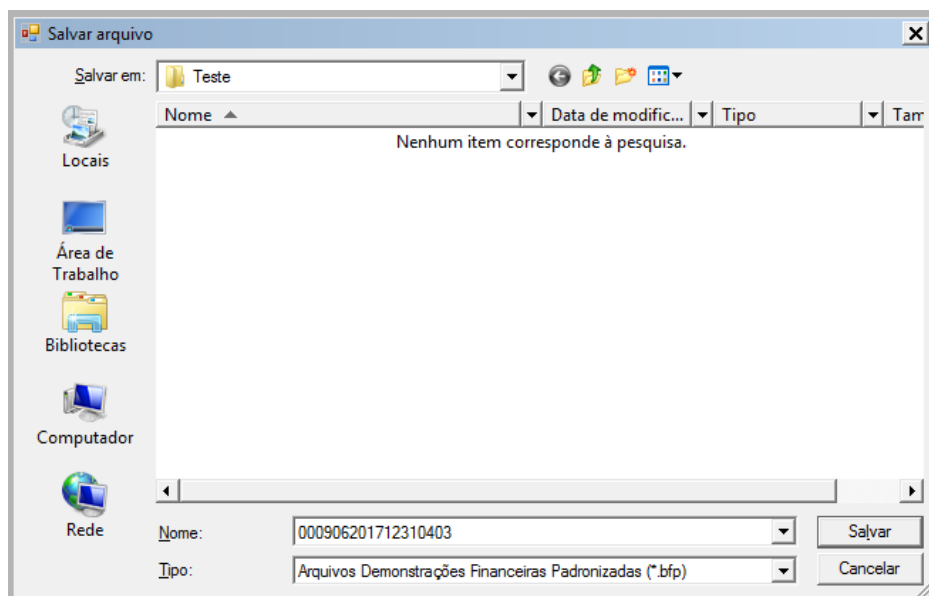 Salvar arquivo
Salvar em:
Teste
Nome
Data de modific...
Tipo
Tam
Nenhum item corresponde à pesquisa.
Locais
Área de
Trabalho
Bibliotecas
Computador
Rede
Nome:
000906201712310403
Salvar
Tipo:
Arquivos Demonstrações Financeiras Padronizadas (*.bfp)
Cancelar